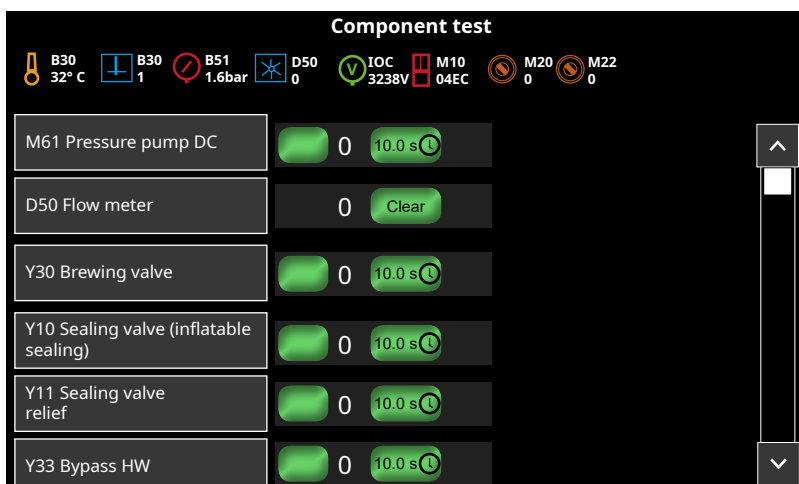 Component test
B30 B30 B51 D50 V IOC M10 M20 M22
32° C 1 1.6bar 0 3238V 04EC 0 0
M61 Pressure pump DC 0 10.0 s
D50 Flow meter 0 Clear
Y30 Brewing valve 0 10.0 s
Y10 Sealing valve (inflatable
sealing) 0 10.0 s
Y11 Sealing valve
relief 0 10.0 s
Y33 Bypass HW 0 10.0 s